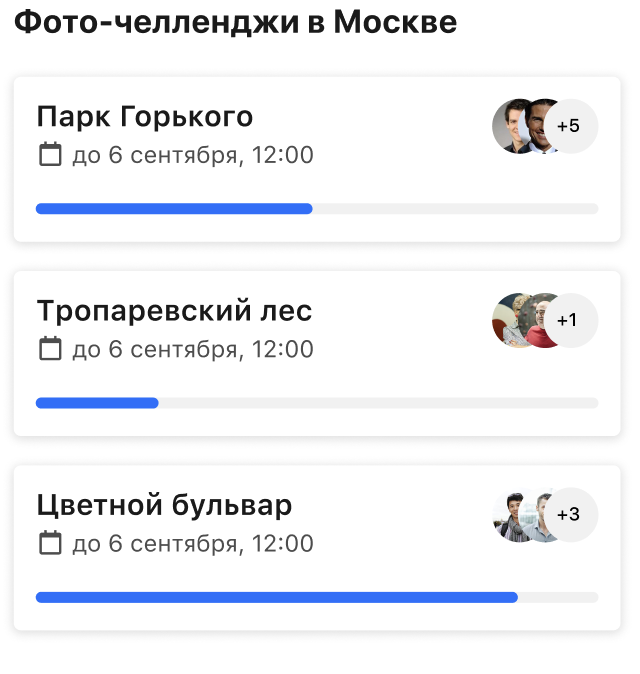 Фото-челленджи в Москве
Парк Горького
+5
до 6 сентября, 12:00
Тропаревский лес
+1
до 6 сентября, 12:00
Цветной бульвар
+3
до 6 сентября, 12:00